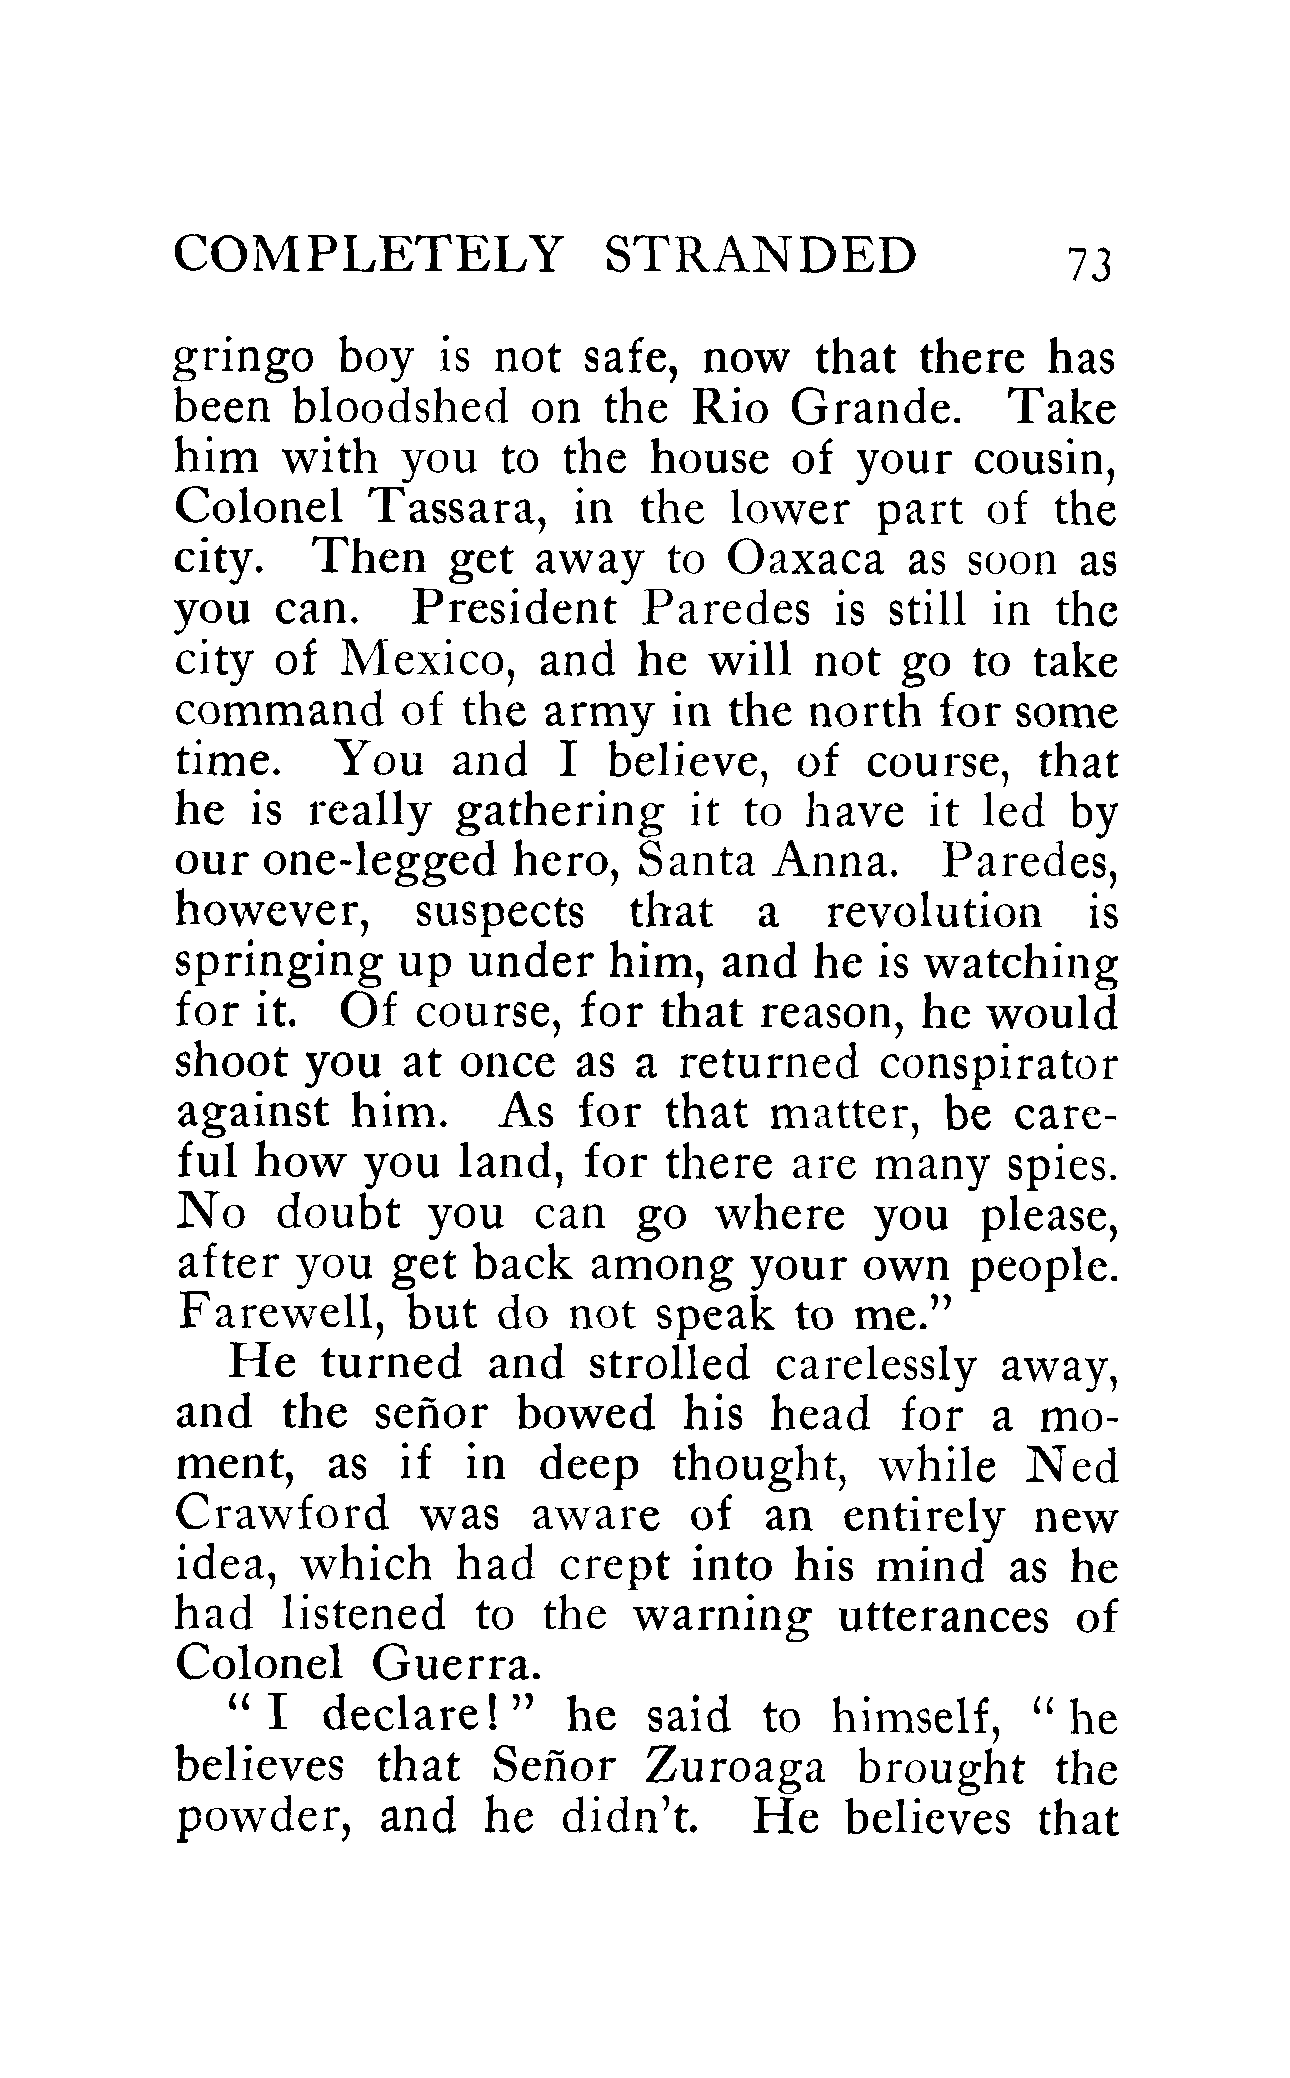 COMPLETELY STRANDED 73
gringo boy is not safe, now that there has
been bloodshed on the Rio Grande. Take
him with you to the house of your cousin,
Colonel Tassara, in the lower part of the
city. Then get away to Oaxaca as soon as
you can. President Paredes is still in the
city of Mexico, and he will not go to take
command of the army in the north for some
time. You and I believe, of course, that
he is really gathering it to have it led by
our one-legged hero, Santa Anna. Paredes,
however, suspects that a revolution is
springing up under him, and he is watching
for it. Of course, for that reason, he would
shoot you at once as a returned conspirator
against him. As for that matter, be care-
ful how you land, for there are many spies.
No doubt you can go where you please,
after you get back among your own people.
Farewell, but do not speak to me.”
He turned and strolled carelessly away,
and the señor bowed his head for a mo-
ment, as if in deep thought, while Ned
Crawford was aware of an entirely new
idea, which had crept into his mind as he
had listened to the warning utterances of
Colonel Guerra.
“ I declare! ” he said to himself, “ he
believes that Señor Zuroaga brought the
powder, and he didn’t. He believes that